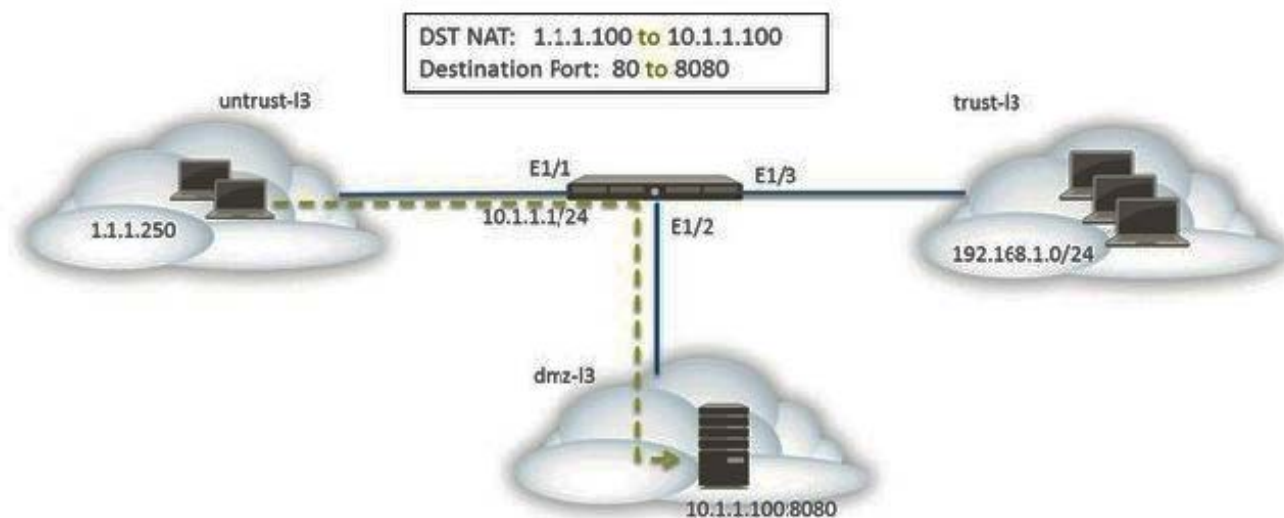 DST NAT: 1.1.1.100 to 10.1.1.100
Destination Port: 80 to 8080
untrust-l3
trust-l3
E1/1
E1/3
10.1.1.1/24
E1/2
1.1.1.250
192.168.1.0/24
dmz-l3
10.1.1.100:8080